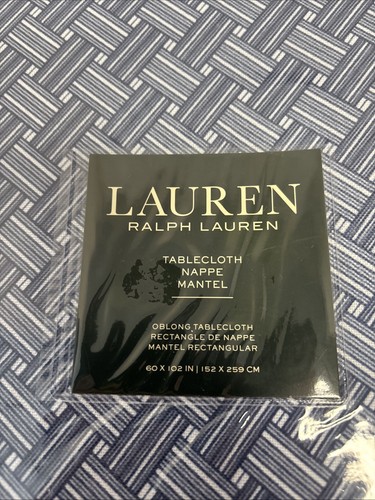 LAUREN
RALPH LAUREN
TABLECLOTH
NAPPE
MANTEL
OBLONG TABLECLOTH
RECTANGLE DE NAPPE
MANTEL RECTANGULAR
60 X 102 IN | 152 X 259 CM